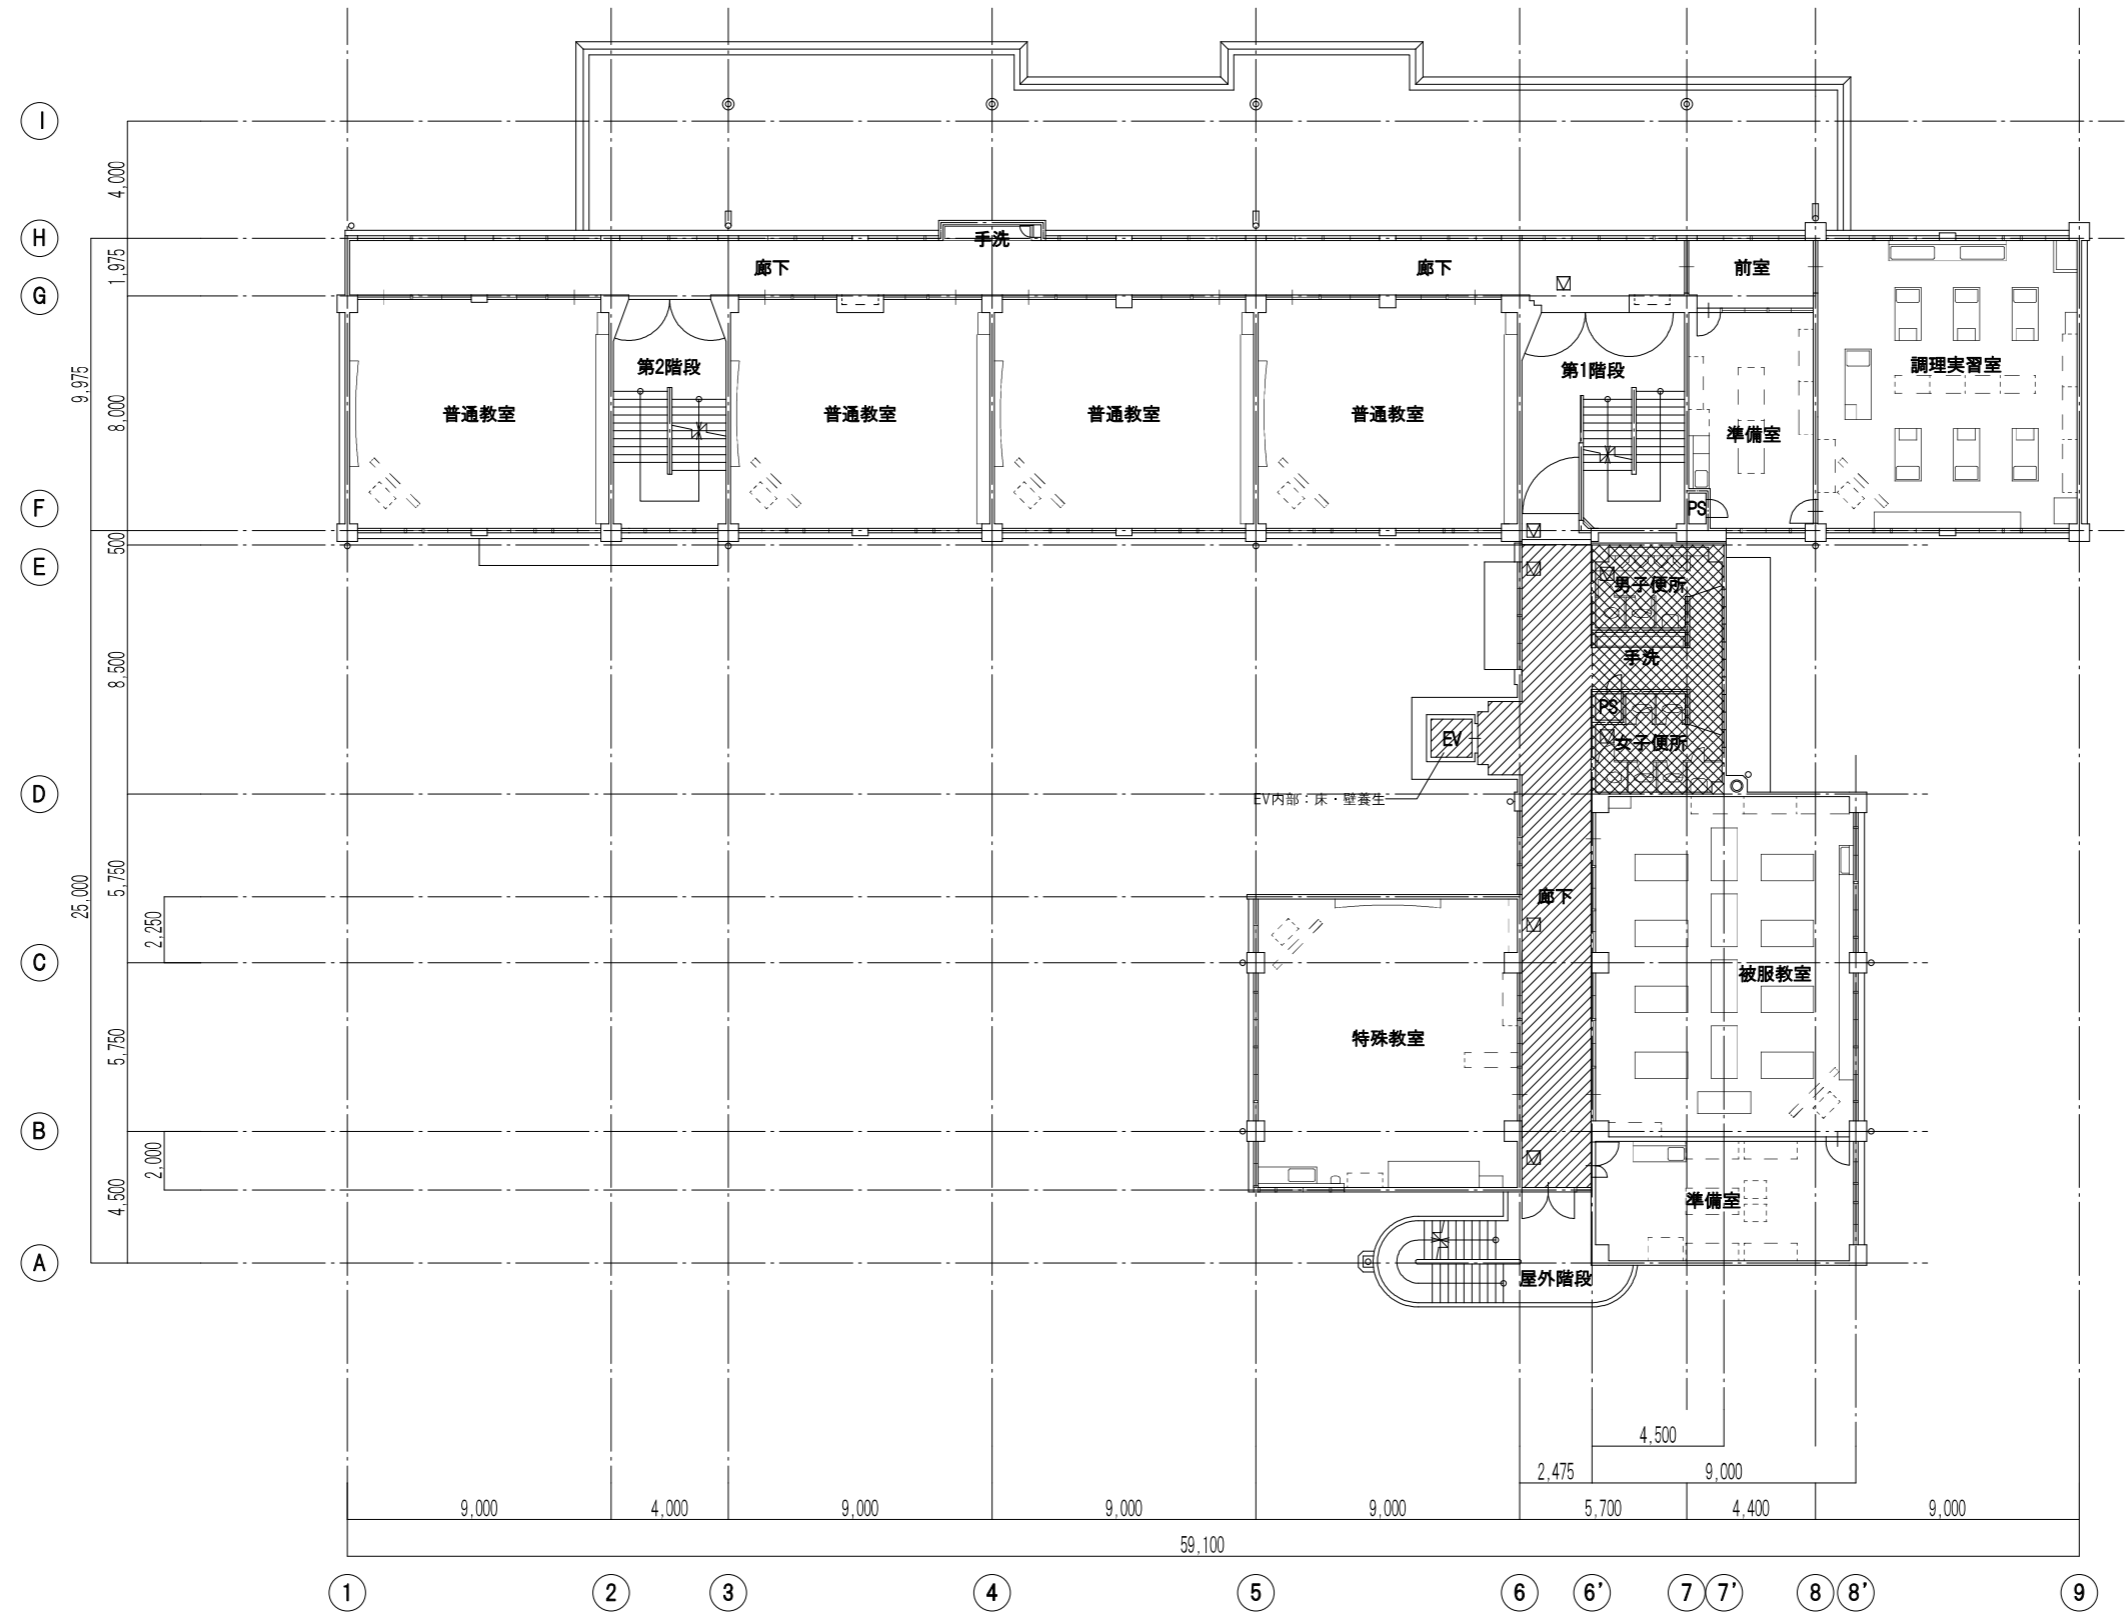 I
4,000
H
手洗
廊下
廊下
前室
1,975
G
9,975
8,000
普通教室
第2階段
普通教室
普通教室
普通教室
第1階段
準備室
調理実習室
F
PS
500
E
男子便所
8,500
手洗
PS
EV
女子便所
D
EV内部：床・壁養生
25,000
5,750
2,250
廊下
C
被服教室
5,750
特殊教室
B
2,000
4,500
準備室
A
屋外階段
4,500
2,475
9,000
9,000
4,000
9,000
9,000
9,000
5,700
4,400
9,000
59,100
1
2
3
4
5
6
6'
7
7'
8
8'
9